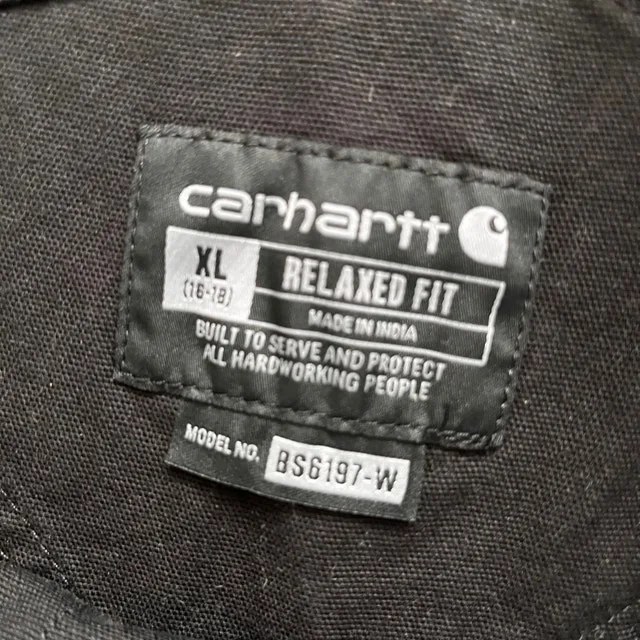 carhartt
XL
(16-18)
RELAXED FIT
MADE IN INDIA
BUILT TO SERVE AND PROTECT
ALL HARDWORKING PEOPLE
MODEL NO. BS6197-W